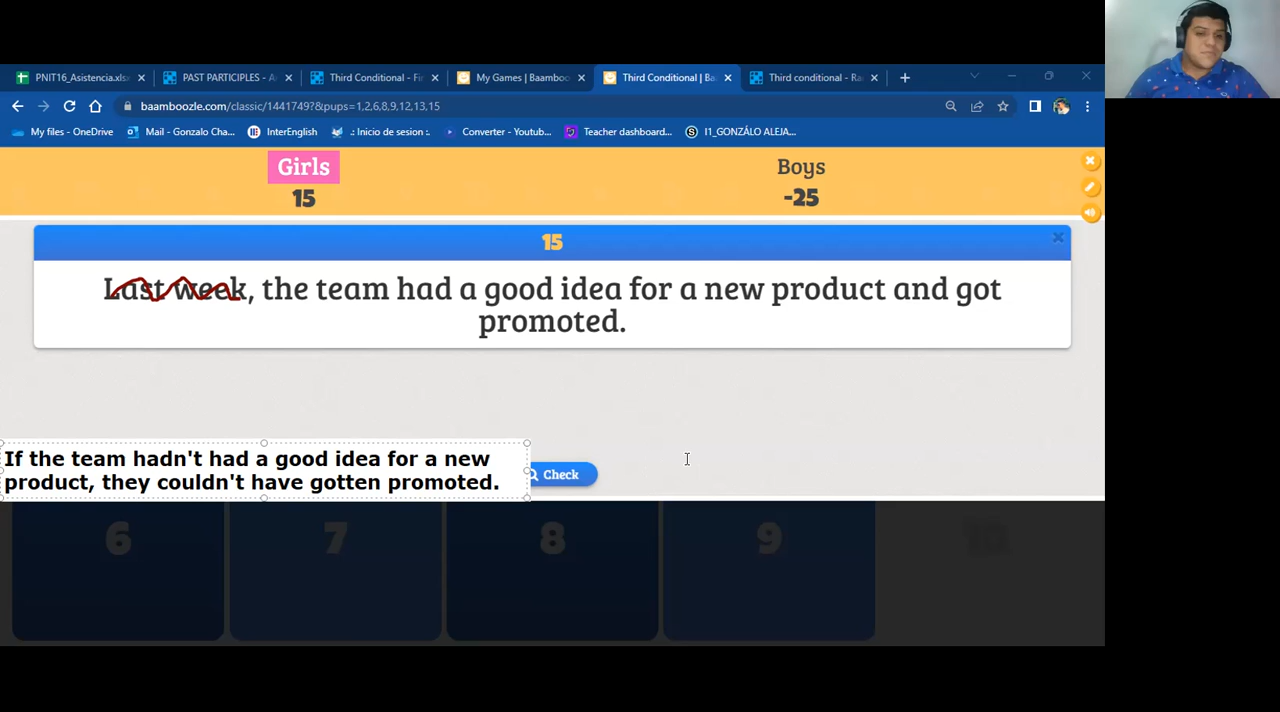 PNIT16_Asistencia.xlsx
PAST PARTICIPLES - A
Third Conditional - Fi
My Games | Baamboo
Third Conditional | Ba
Third conditional - Ra
baamboozle.com/classic/1441749?&pups=1,2,6,8,9,12,13,15
My files - OneDrive
Mail - Gonzalo Cha...
InterEnglish
.: Inicio de sesion :.
Converter - Youtub...
Teacher dashboard...
I1_GONZÁLO ALEJA...
Girls
Boys
15
-25
15
Last week, the team had a good idea for a new product and got
promoted.
If the team hadn't had a good idea for a new
product, they couldn't have gotten promoted.
Check
6
7
8
9